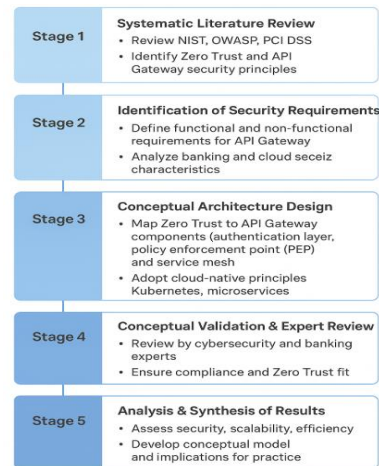 Stage 1
Systematic Literature Review
• Review NIST, OWASP, PCI DSS
• Identify Zero Trust and API
Gateway security principles
Stage 2
Identification of Security Requirements
• Define functional and non-functional
requirements for API Gateway
• Analyze banking and cloud seceiz
characteristics
Stage 3
Conceptual Architecture Design
• Map Zero Trust to API Gateway
components (authentication layer,
policy enforcement point (PEP)
and service mesh
• Adopt cloud-native principles
Kubernetes, microservices
Stage 4
Conceptual Validation & Expert Review
• Review by cybersecurity and banking
experts
• Ensure compliance and Zero Trust fit
Stage 5
Analysis & Synthesis of Results
• Assess security, scalability, efficiency
• Develop conceptual model
and implications for practice